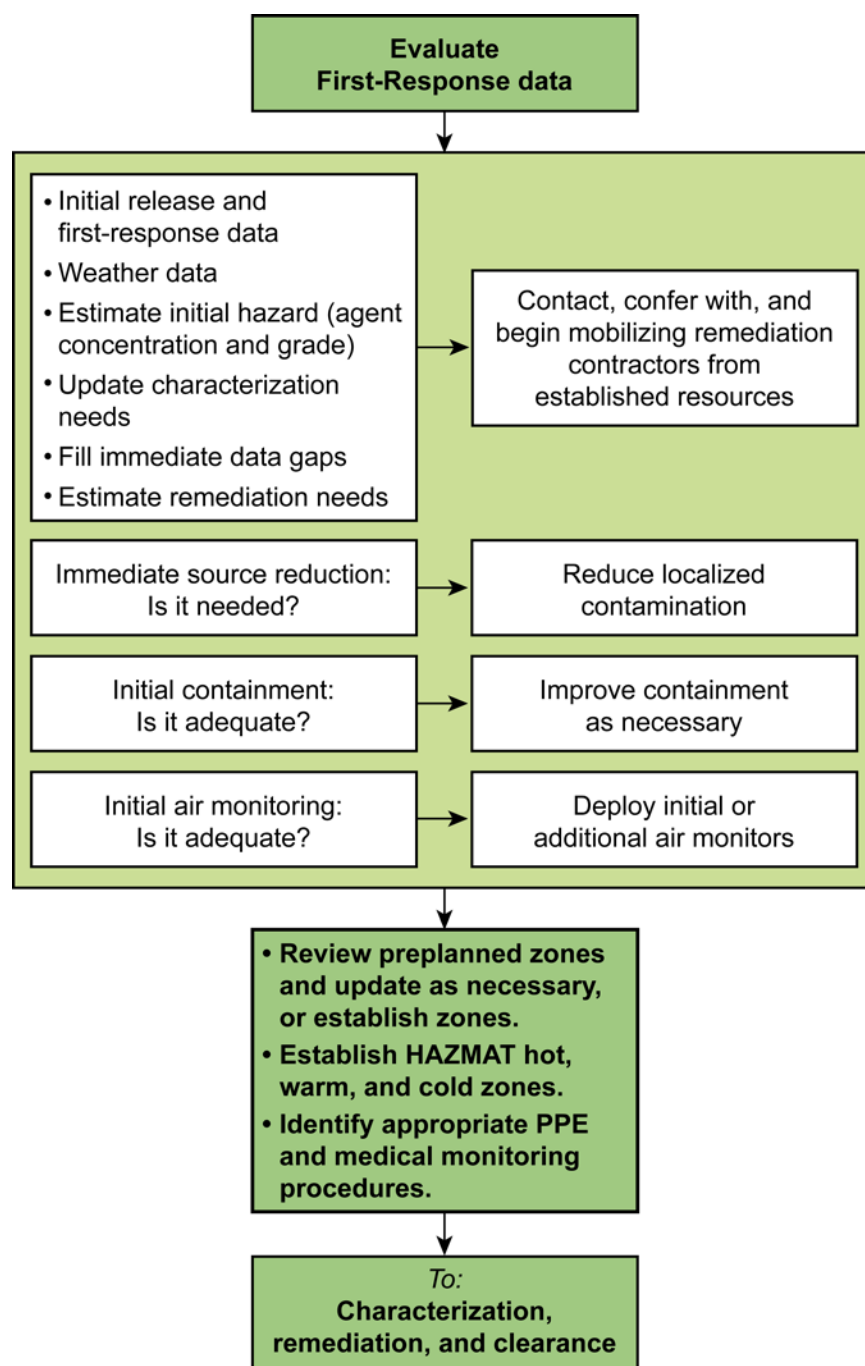 Evaluate
First-Response data
• Initial release and
first-response data
• Weather data
• Estimate initial hazard (agent
concentration and grade)
• Update characterization
needs
• Fill immediate data gaps
• Estimate remediation needs
Contact, confer with, and
begin mobilizing remediation
contractors from
established resources
Immediate source reduction:
Is it needed?
Reduce localized
contamination
Initial containment:
Is it adequate?
Improve containment
as necessary
Initial air monitoring:
Is it adequate?
Deploy initial or
additional air monitors
• Review preplanned zones
and update as necessary,
or establish zones.
• Establish HAZMAT hot,
warm, and cold zones.
• Identify appropriate PPE
and medical monitoring
procedures.
To:
Characterization,
remediation, and clearance